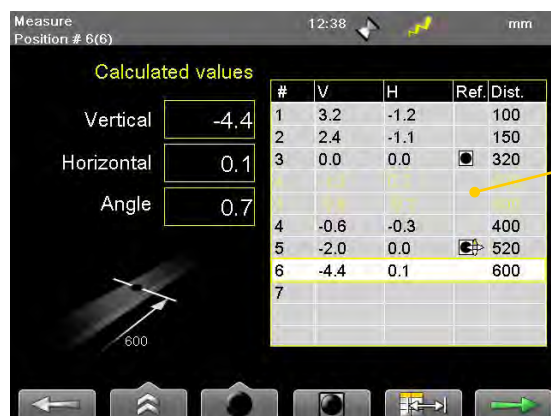 Measure
12:38
mm
Position # 6(6)
Calculated values
Vertical -4.4
Horizontal 0.1
Angle 0.7
# V H Ref. Dist.
1 3.2 -1.2 100
2 2.4 -1.1 150
3 0.0 0.0 320
4 -0.6 -0.3 400
5 -2.0 0.0 520
6 -4.4 0.1 600
7
600